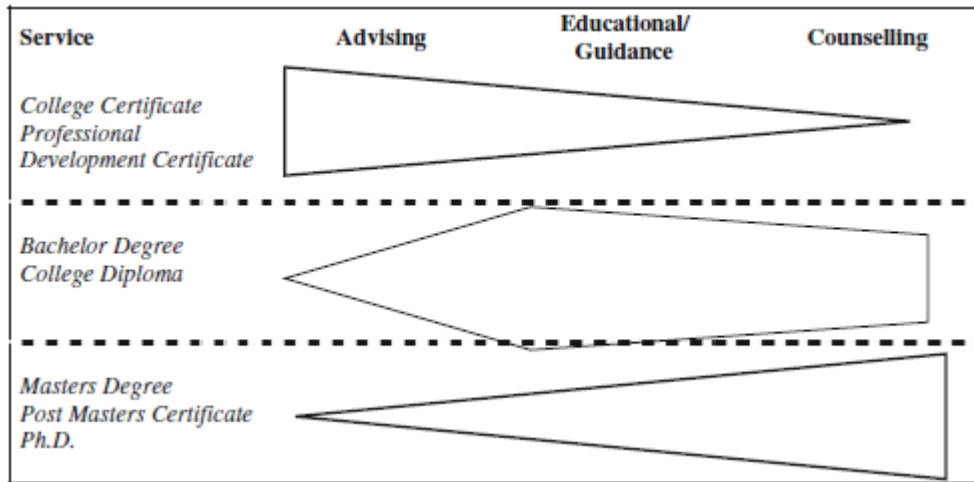 Service
Advising
Educational/
Guidance
Counselling
College Certificate
Professional
Development Certificate
Bachelor Degree
College Diploma
Masters Degree
Post Masters Certificate
Ph.D.